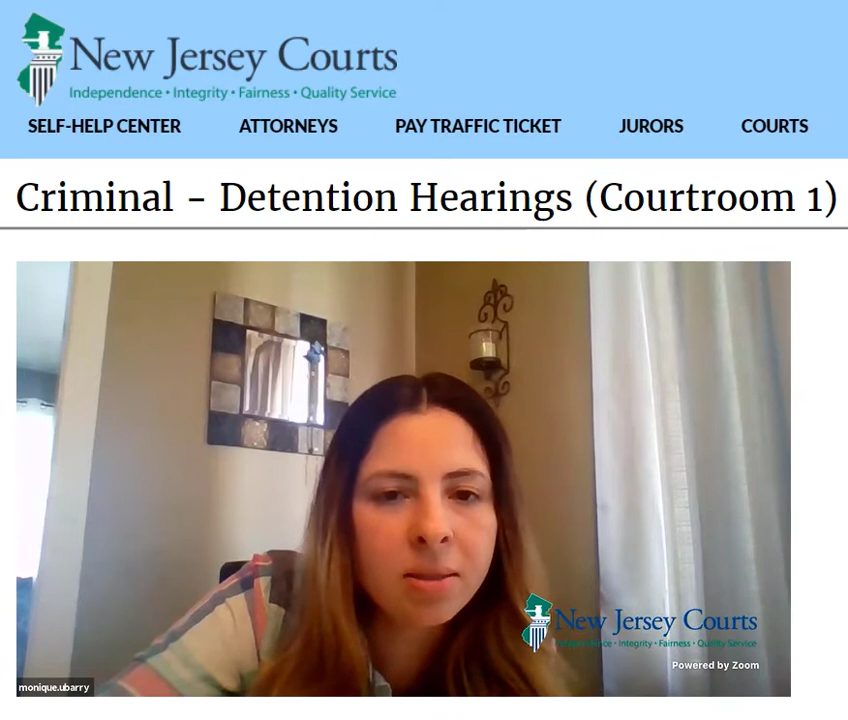 New Jersey Courts
Independence • Integrity • Fairness • Quality Service
SELF-HELP CENTER ATTORNEYS PAY TRAFFIC TICKET JURORS COURTS
Criminal - Detention Hearings (Courtroom 1)
New Jersey Courts
Independence • Integrity • Fairness • Quality Service
Powered by Zoom
monique.ubarry